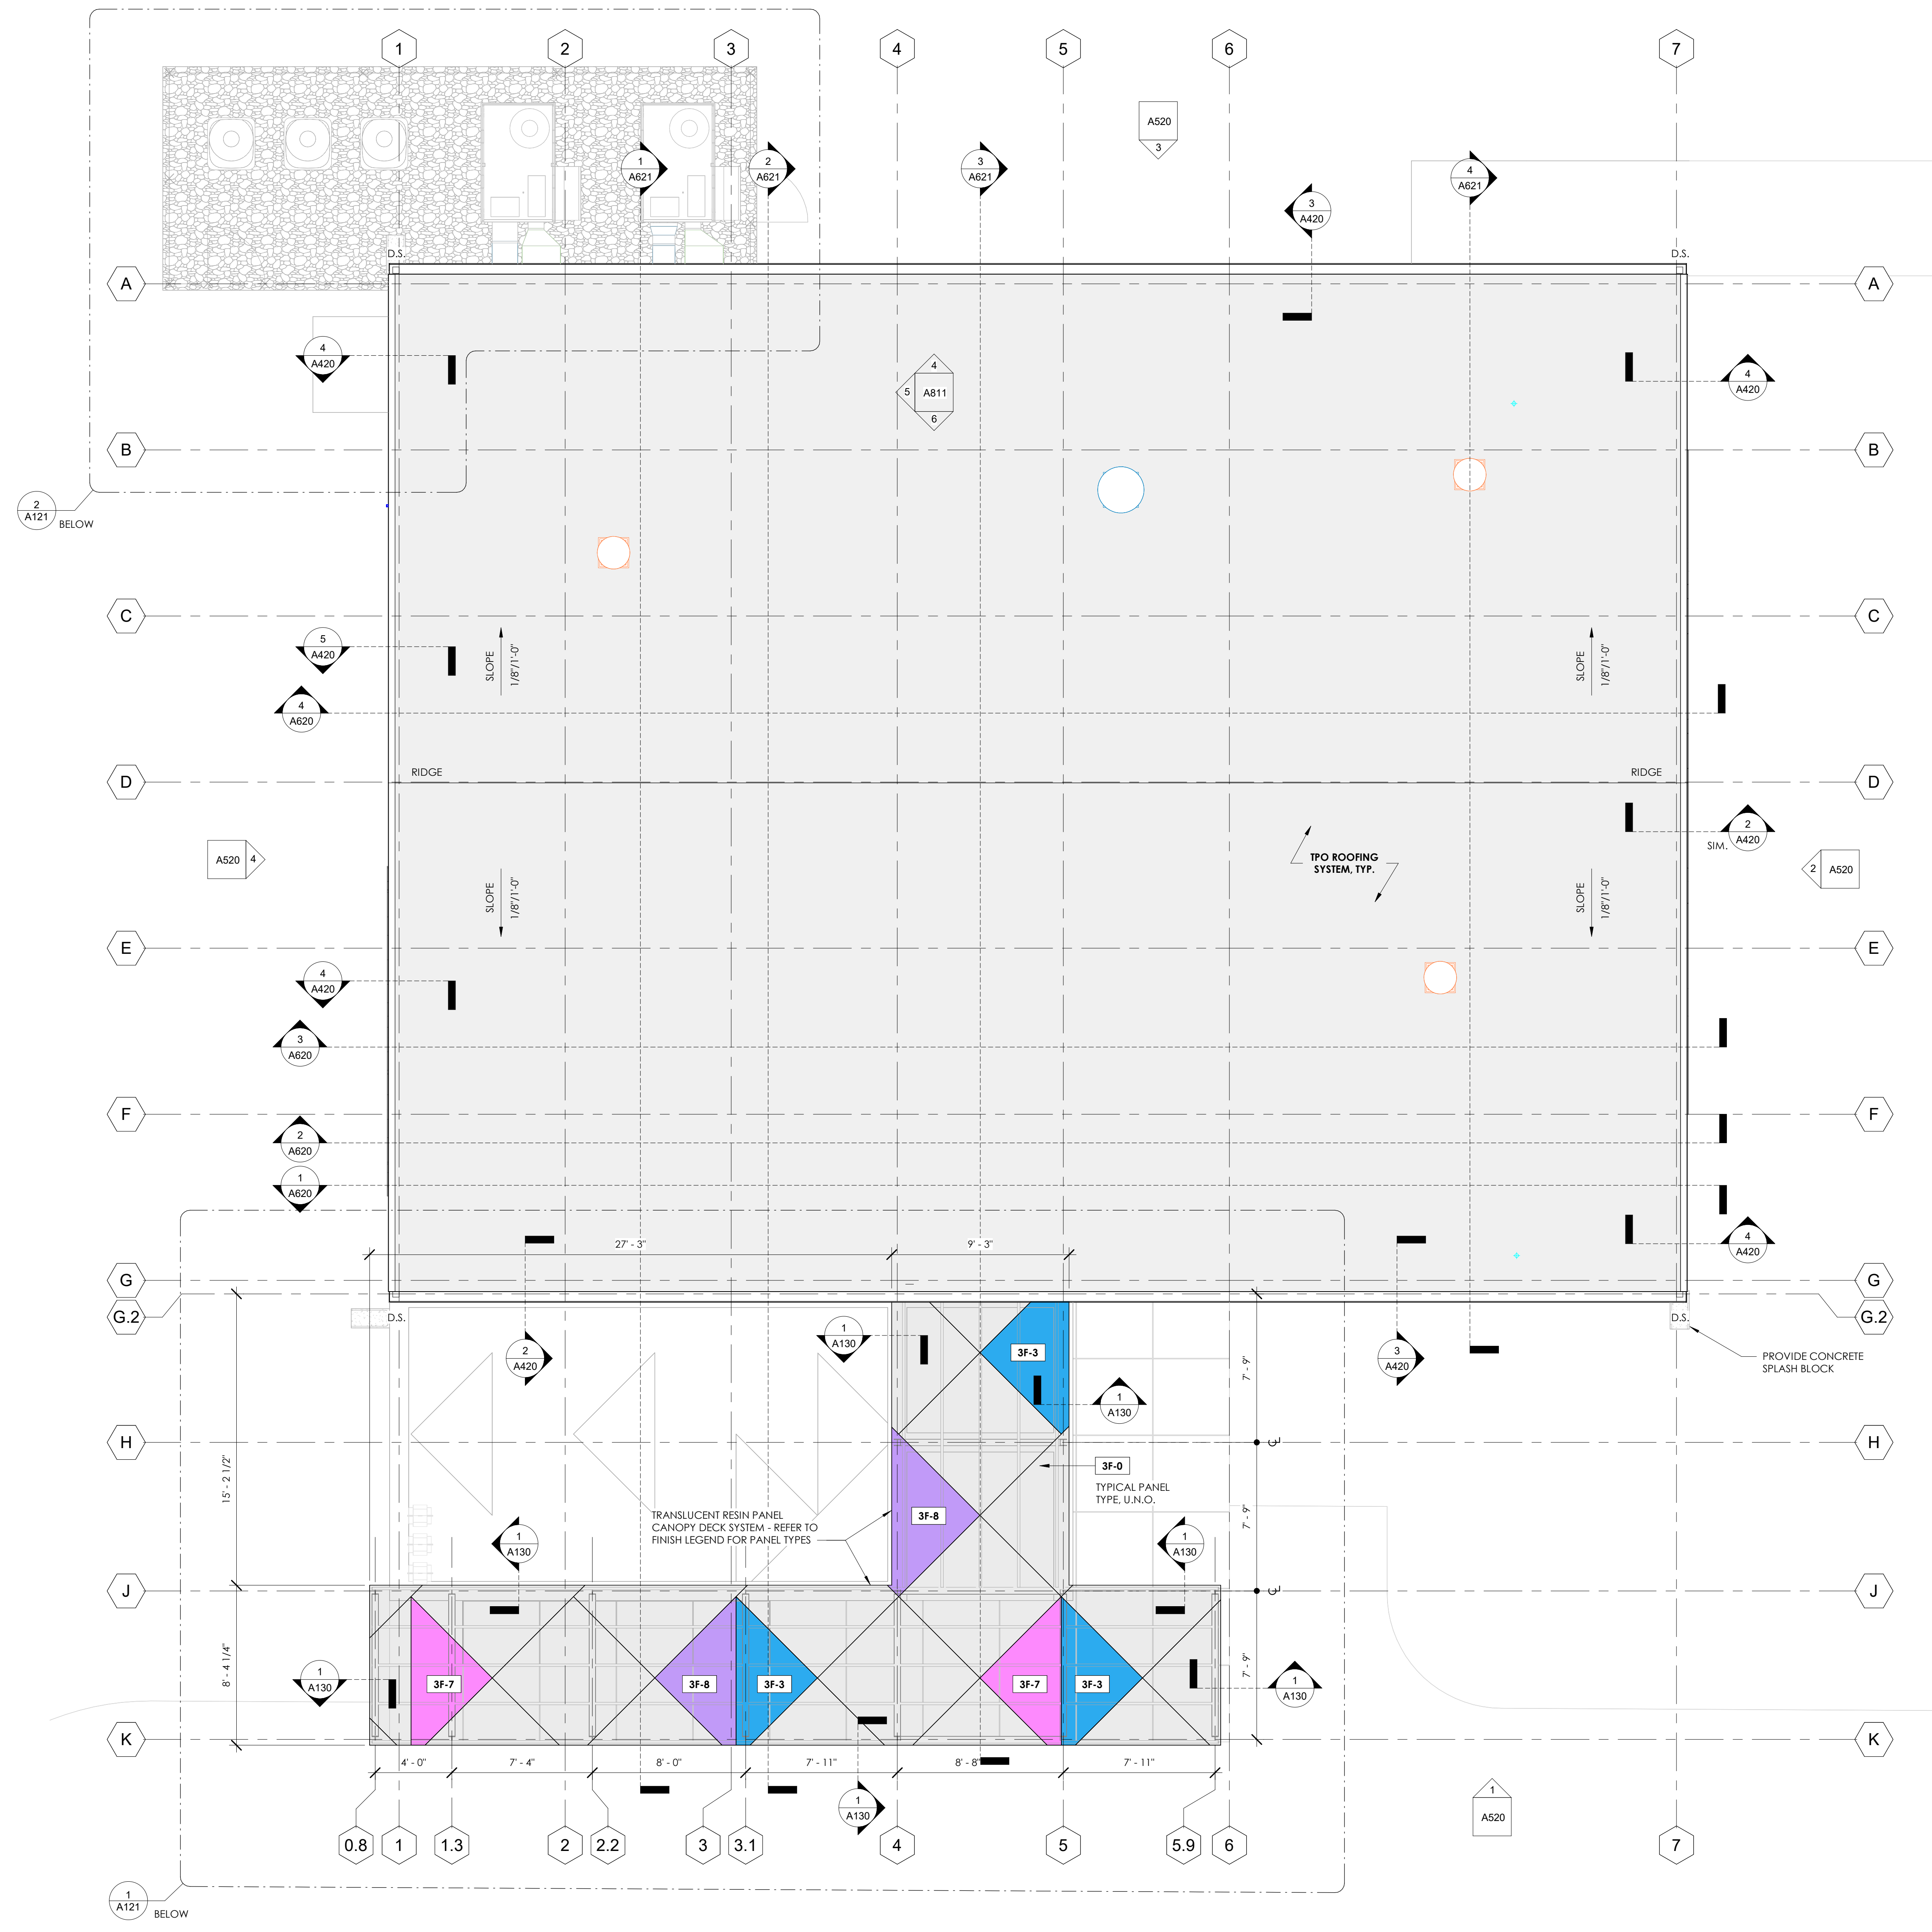 1
2
3
4
5
6
7
A520
3
1
A621
2
A621
3
A621
4
A621
3
A420
D.S.
D.S.
A
A
4
A420
4
A811
5
6
4
A420
B
B
2
A121
BELOW
C
C
5
A420
SLOPE
1/8"/1'-0"
SLOPE
1/8"/1'-0"
4
A620
RIDGE
RIDGE
D
D
2
A420
SIM.
A520
4
TPO ROOFING
SYSTEM, TYP.
2
A520
SLOPE
1/8"/1'-0"
SLOPE
1/8"/1'-0"
E
E
4
A420
3
A620
F
F
2
A620
1
A620
27' - 3"
9' - 3"
4
A420
G
G
G.2
G.2
D.S.
D.S.
2
A420
1
A130
3F-3
7' - 9"
3
A420
PROVIDE CONCRETE
SPLASH BLOCK
1
A130
H
H
3"
15' - 2 1/2"
3F-0
TYPICAL PANEL
TYPE, U.N.O.
3F-8
TRANSLUCENT RESIN PANEL
CANOPY DECK SYSTEM - REFER TO
FINISH LEGEND FOR PANEL TYPES
7' - 9"
1
A130
1
A130
J
J
3"
8' - 4 1/4"
7' - 9"
1
A130
3F-7
3F-8
3F-3
3F-7
3F-3
1
A130
K
K
4' - 0"
7' - 4"
8' - 0"
7' - 11"
8' - 8"
7' - 11"
1
A130
1
A520
0.8
1
1.3
2
2.2
3
3.1
4
5
5.9
6
7
1
A121
BELOW